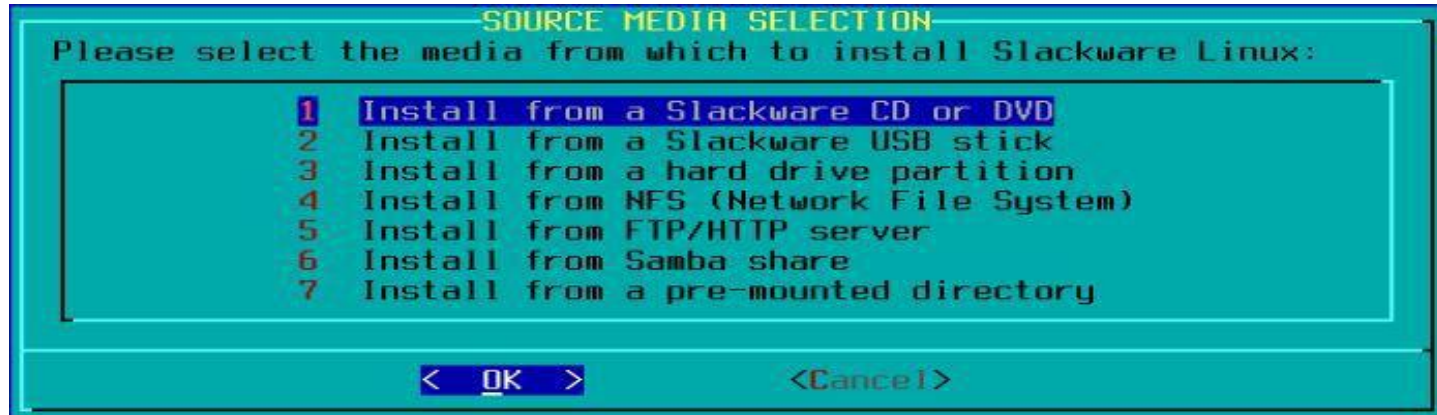 SOURCE MEDIA SELECTION
Please select the media from which to install Slackware Linux:
1 Install from a Slackware CD or DVD
2 Install from a Slackware USB stick
3 Install from a hard drive partition
4 Install from NFS (Network File System)
5 Install from FTP/HTTP server
6 Install from Samba share
7 Install from a pre-mounted directory
< OK > <Cancel>